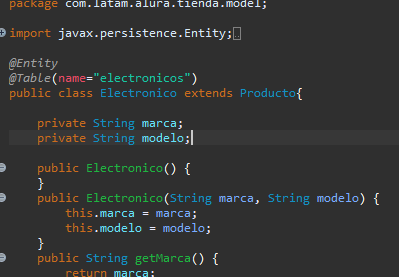 package com.latam.alura.tienda.model;
import javax.persistence.Entity;
@Entity
@Table(name="electronicos")
public class Electronico extends Producto{
private String marca;
private String modelo;
public Electronico() {
}
public Electronico(String marca, String modelo) {
this.marca = marca;
this.modelo = modelo;
}
public String getMarca() {
return marca;